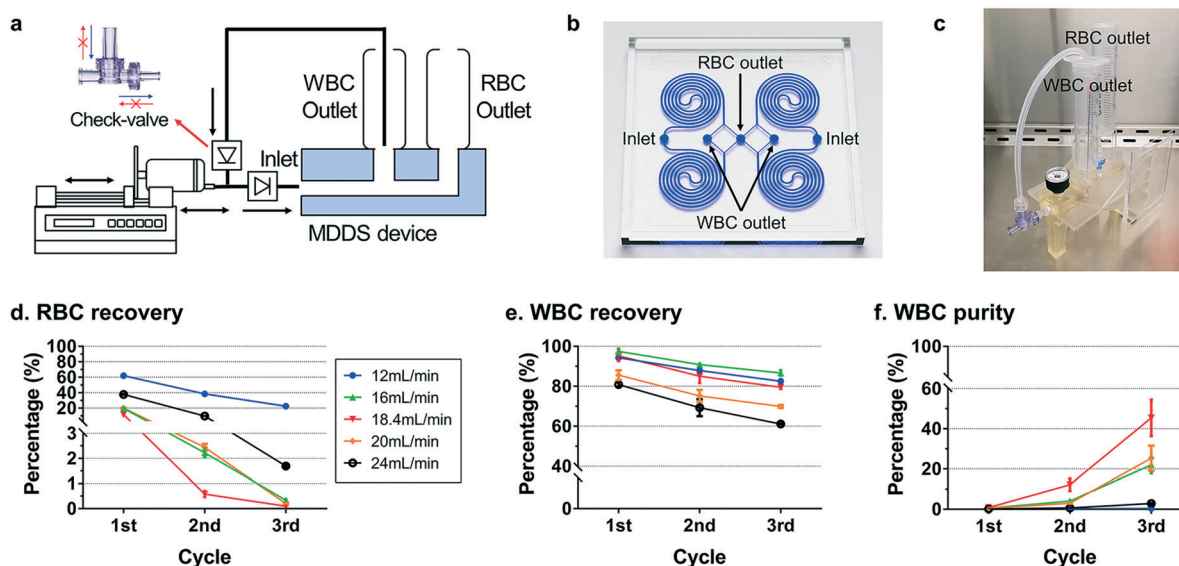 a
Check-valve
Inlet
WBC
Outlet
RBC
Outlet
MDDS device
b
RBC outlet
Inlet
Inlet
WBC outlet
c
RBC outlet
WBC outlet
d. RBC recovery
Percentage (%)
100
80
60
40
20
3
2
1
0
1st 2nd 3rd
Cycle
12mL/min
16mL/min
18.4mL/min
20mL/min
24mL/min
e. WBC recovery
Percentage (%)
100
80
60
40
0
1st 2nd 3rd
Cycle
f. WBC purity
Percentage (%)
100
60
40
20
0
1st 2nd 3rd
Cycle